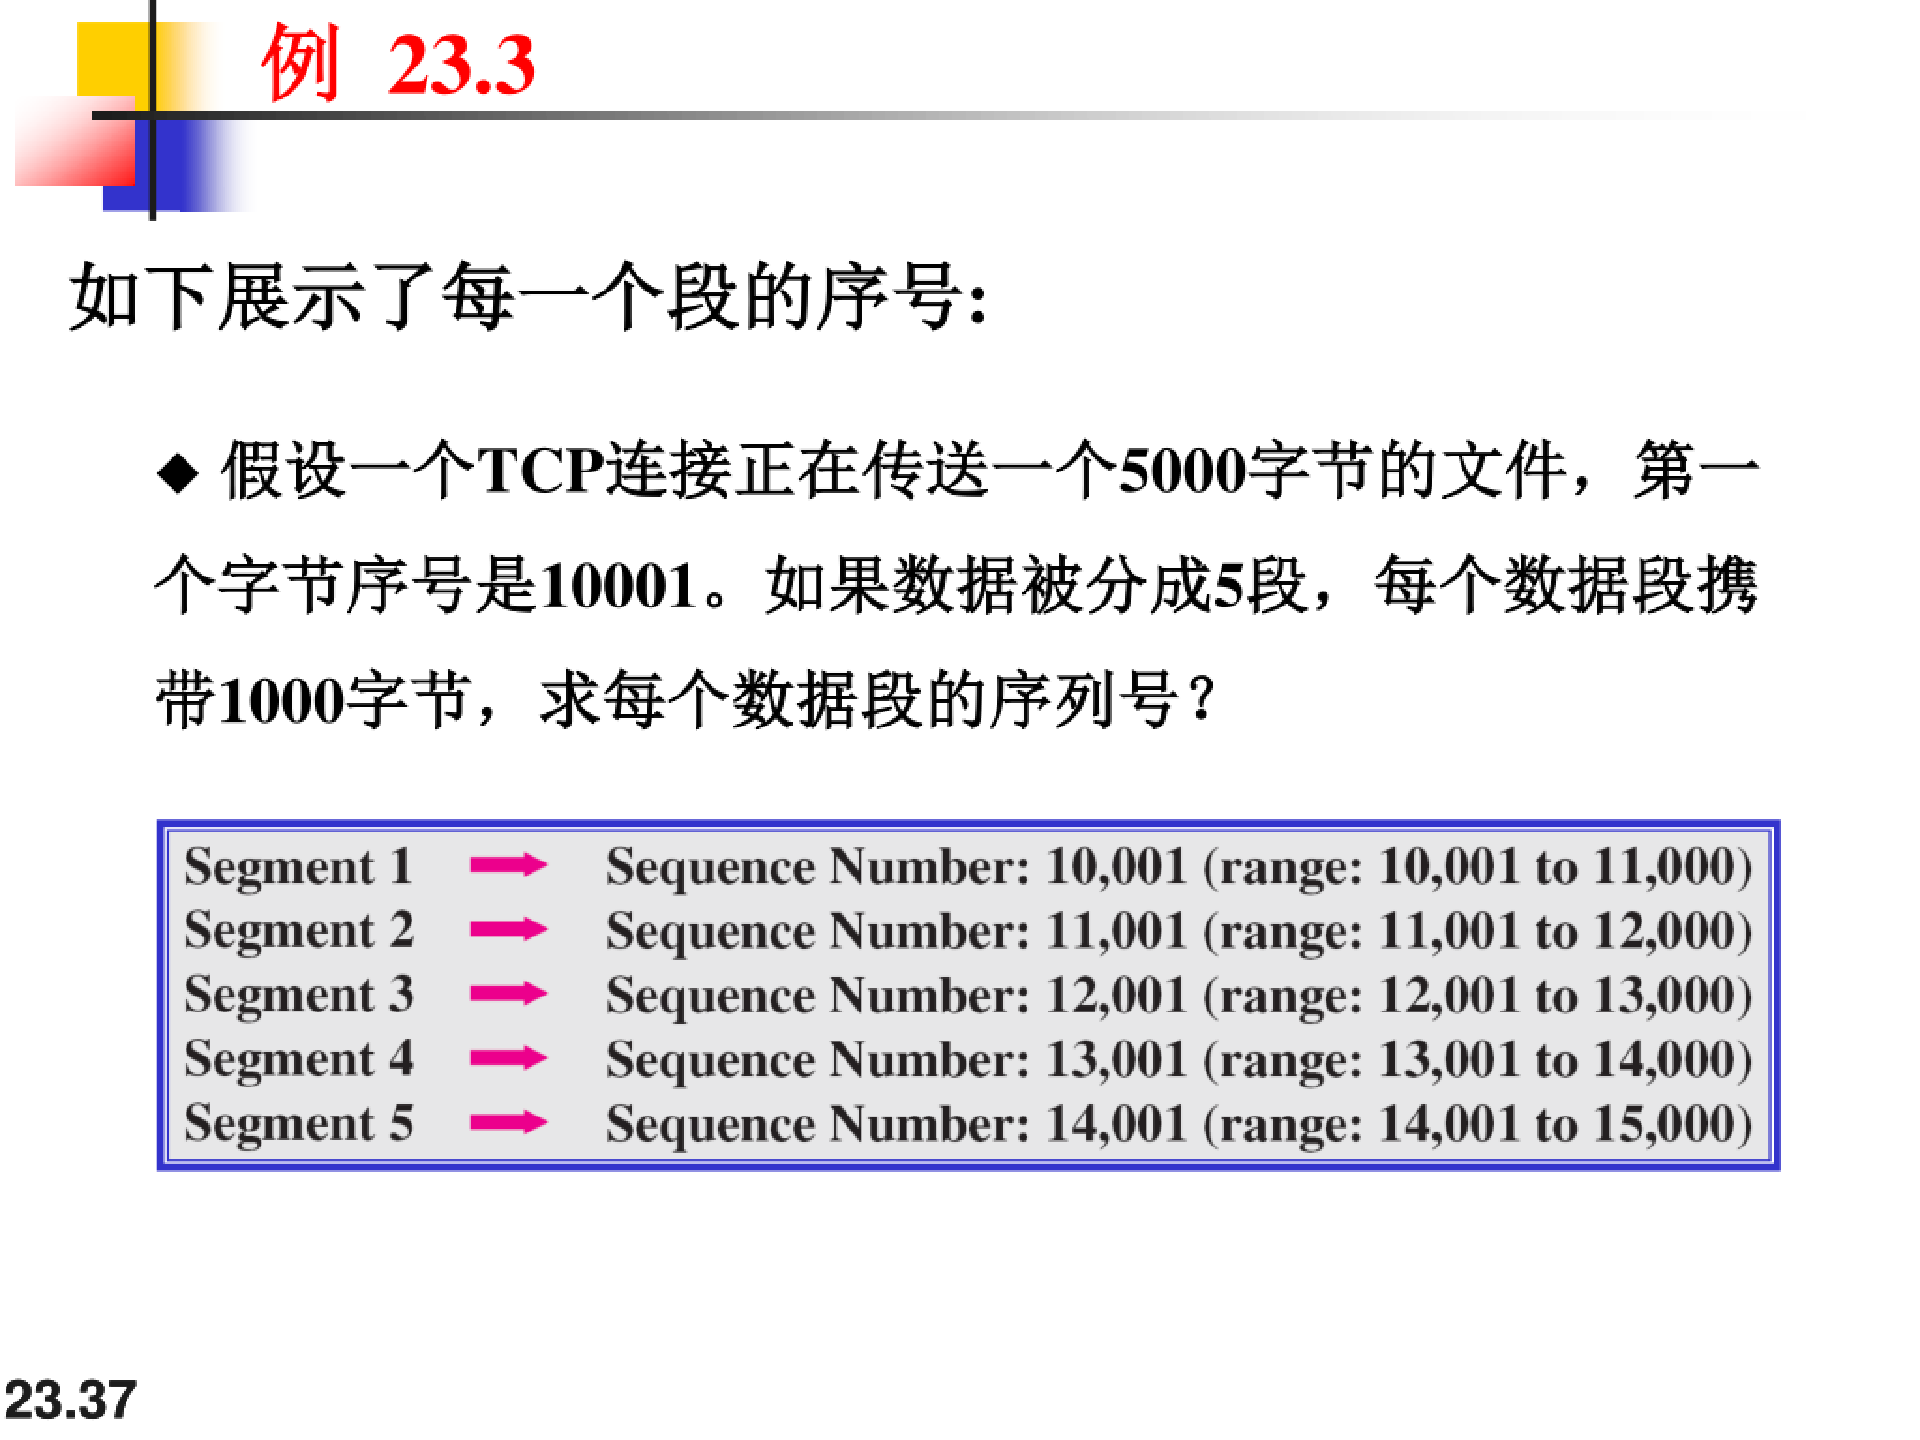 例 23.3
如下展示了每一个段的序号:
◆ 假设一个TCP连接正在传送一个5000字节的文件，第一
个字节序号是10001。如果数据被分成5段，每个数据段携
带1000字节，求每个数据段的序列号？
Segment 1 ➡ Sequence Number: 10,001 (range: 10,001 to 11,000)
Segment 2 ➡ Sequence Number: 11,001 (range: 11,001 to 12,000)
Segment 3 ➡ Sequence Number: 12,001 (range: 12,001 to 13,000)
Segment 4 ➡ Sequence Number: 13,001 (range: 13,001 to 14,000)
Segment 5 ➡ Sequence Number: 14,001 (range: 14,001 to 15,000)
23.37